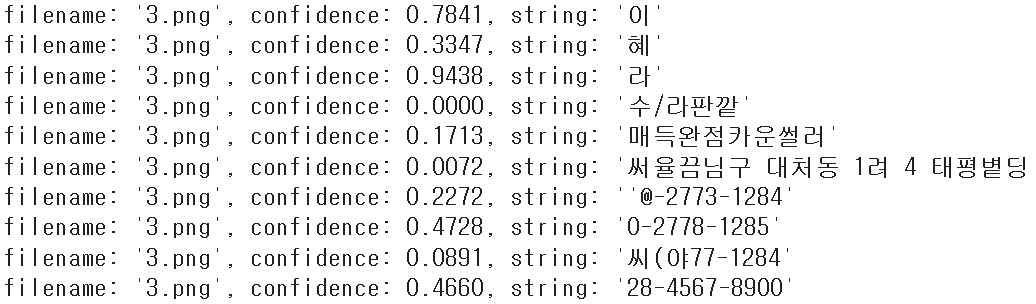 filename: '3.png', confidence: 0.7841, string: '이'
filename: '3.png', confidence: 0.3347, string: '혜'
filename: '3.png', confidence: 0.9438, string: '라'
filename: '3.png', confidence: 0.0000, string: '수/라판깥'
filename: '3.png', confidence: 0.1713, string: '매득완점카운썰러'
filename: '3.png', confidence: 0.0072, string: '써율끔님구 대처동 1려 4 태평볕딩
filename: '3.png', confidence: 0.2272, string: ''@-2773-1284'
filename: '3.png', confidence: 0.4728, string: '0-2778-1285'
filename: '3.png', confidence: 0.0891, string: '씨(야77-1284'
filename: '3.png', confidence: 0.4660, string: '28-4567-8900'